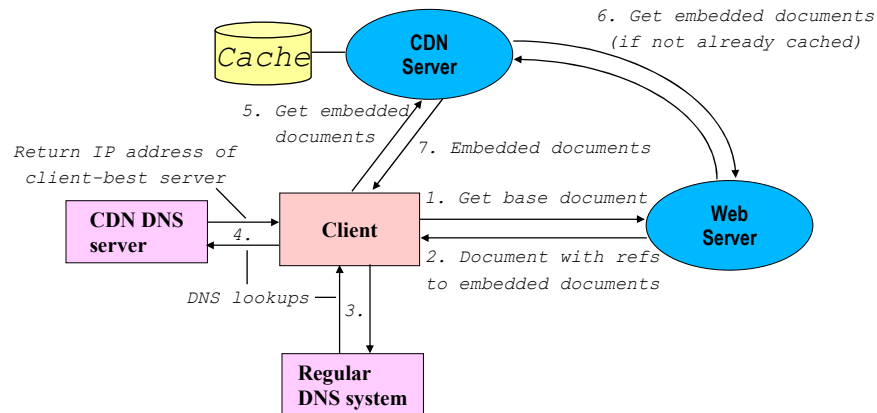 6. Get embedded documents
(if not already cached)
CDN
Server
Cache
5. Get embedded
documents
7. Embedded documents
Return IP address of
client-best server
1. Get base document
CDN DNS
server
4.
Client
Web
Server
2. Document with refs
to embedded documents
DNS lookups
3.
Regular
DNS system